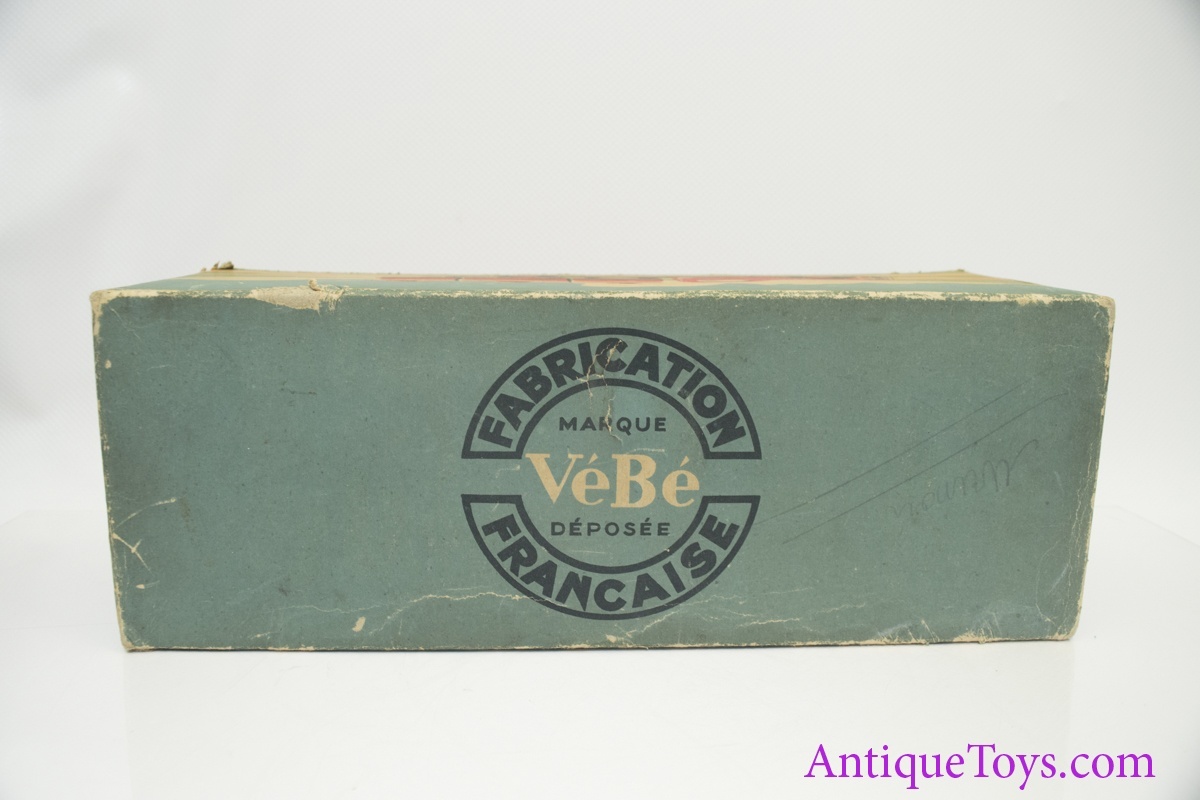 FABRICATION
MARQUE
VéBé
DÉPOSÉE
FRANCAISE
AntiqueToys.com